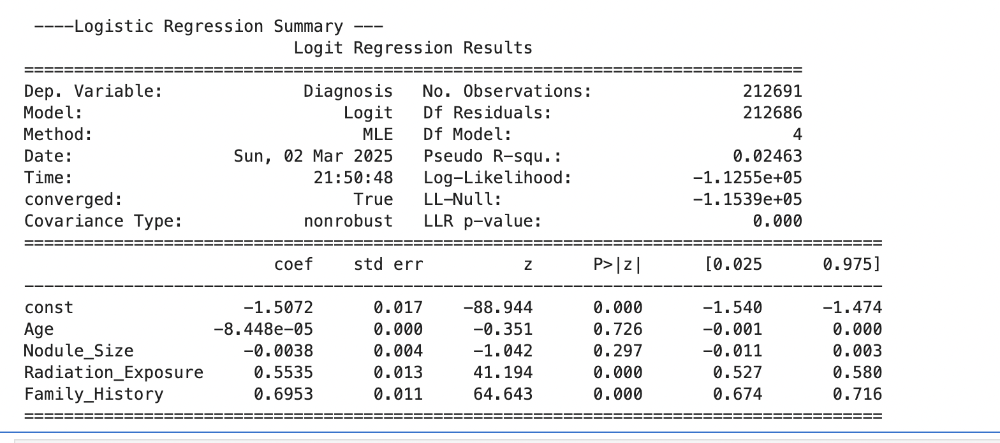 ----Logistic Regression Summary ---
Logit Regression Results
==============================================================================
Dep. Variable: Diagnosis No. Observations: 212691
Model: Logit Df Residuals: 212686
Method: MLE Df Model: 4
Date: Sun, 02 Mar 2025 Pseudo R-squ.: 0.02463
Time: 21:50:48 Log-Likelihood: -1.1255e+05
converged: True LL-Null: -1.1539e+05
Covariance Type: nonrobust LLR p-value: 0.000
======================================================================================
coef std err z P>|z| [0.025 0.975]
--------------------------------------------------------------------------------------
const -1.5072 0.017 -88.944 0.000 -1.540 -1.474
Age -8.448e-05 0.000 -0.351 0.726 -0.001 0.000
Nodule_Size -0.0038 0.004 -1.042 0.297 -0.011 0.003
Radiation_Exposure 0.5535 0.013 41.194 0.000 0.527 0.580
Family_History 0.6953 0.011 64.643 0.000 0.674 0.716
======================================================================================